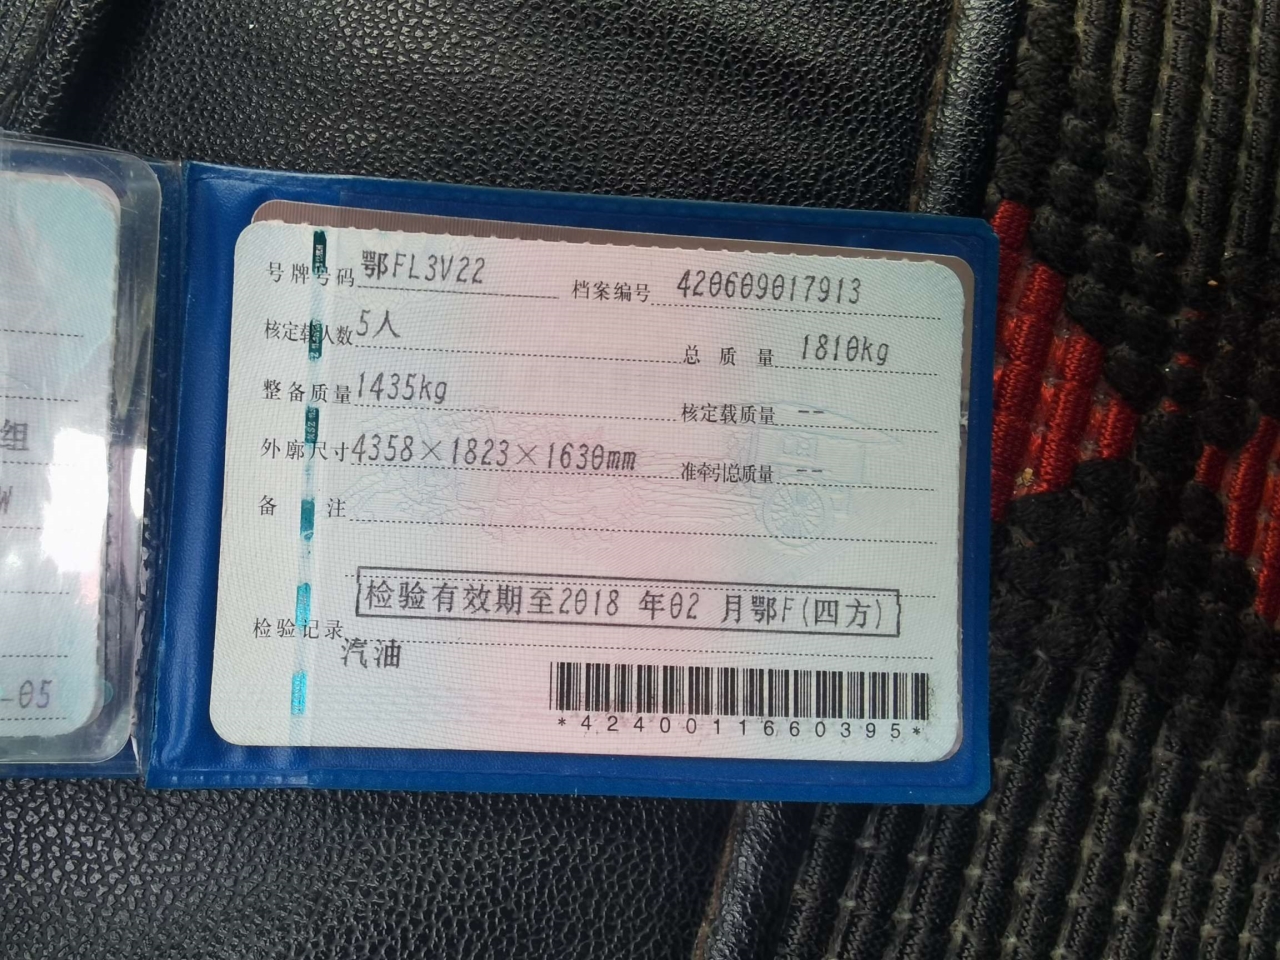 号牌号码 鄂FL3V22 档案编号 420609017913
核定载人数 5人 总质量 1810kg
整备质量 1435kg 核定载质量 --
外廓尺寸 4358×1823×1630mm 准牵引总质量 --
备注
检验有效期至2018 年02 月鄂F(四方)
检验记录
汽油
*4240011660395*
组
W
-05